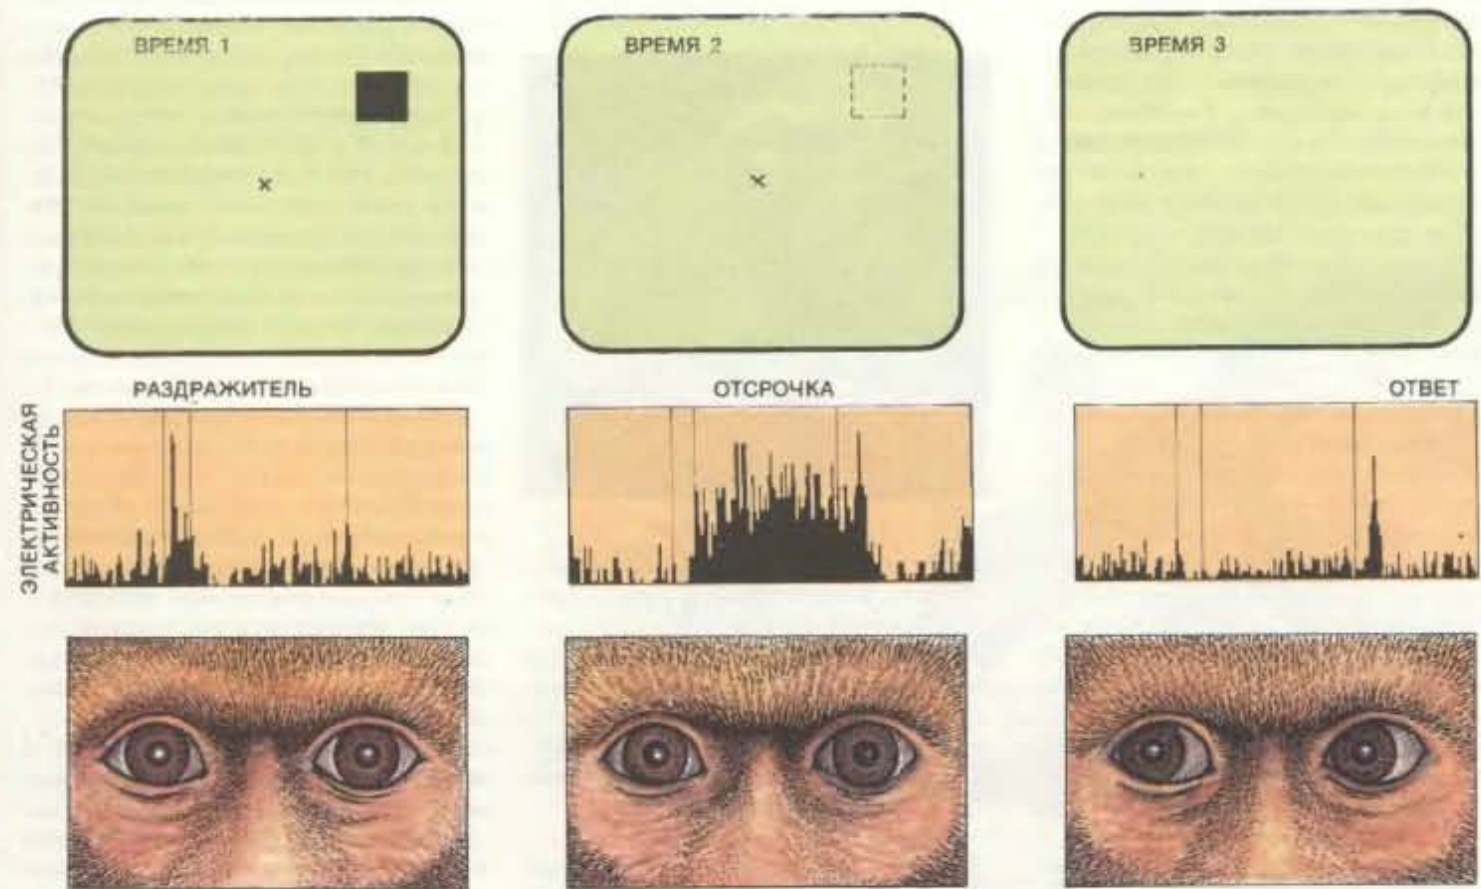 ВРЕМЯ 1
ВРЕМЯ 2
ВРЕМЯ 3
РАЗДРАЖИТЕЛЬ
ОТСРОЧКА
ОТВЕТ
ЭЛЕКТРИЧЕСКАЯ
АКТИВНОСТЬ